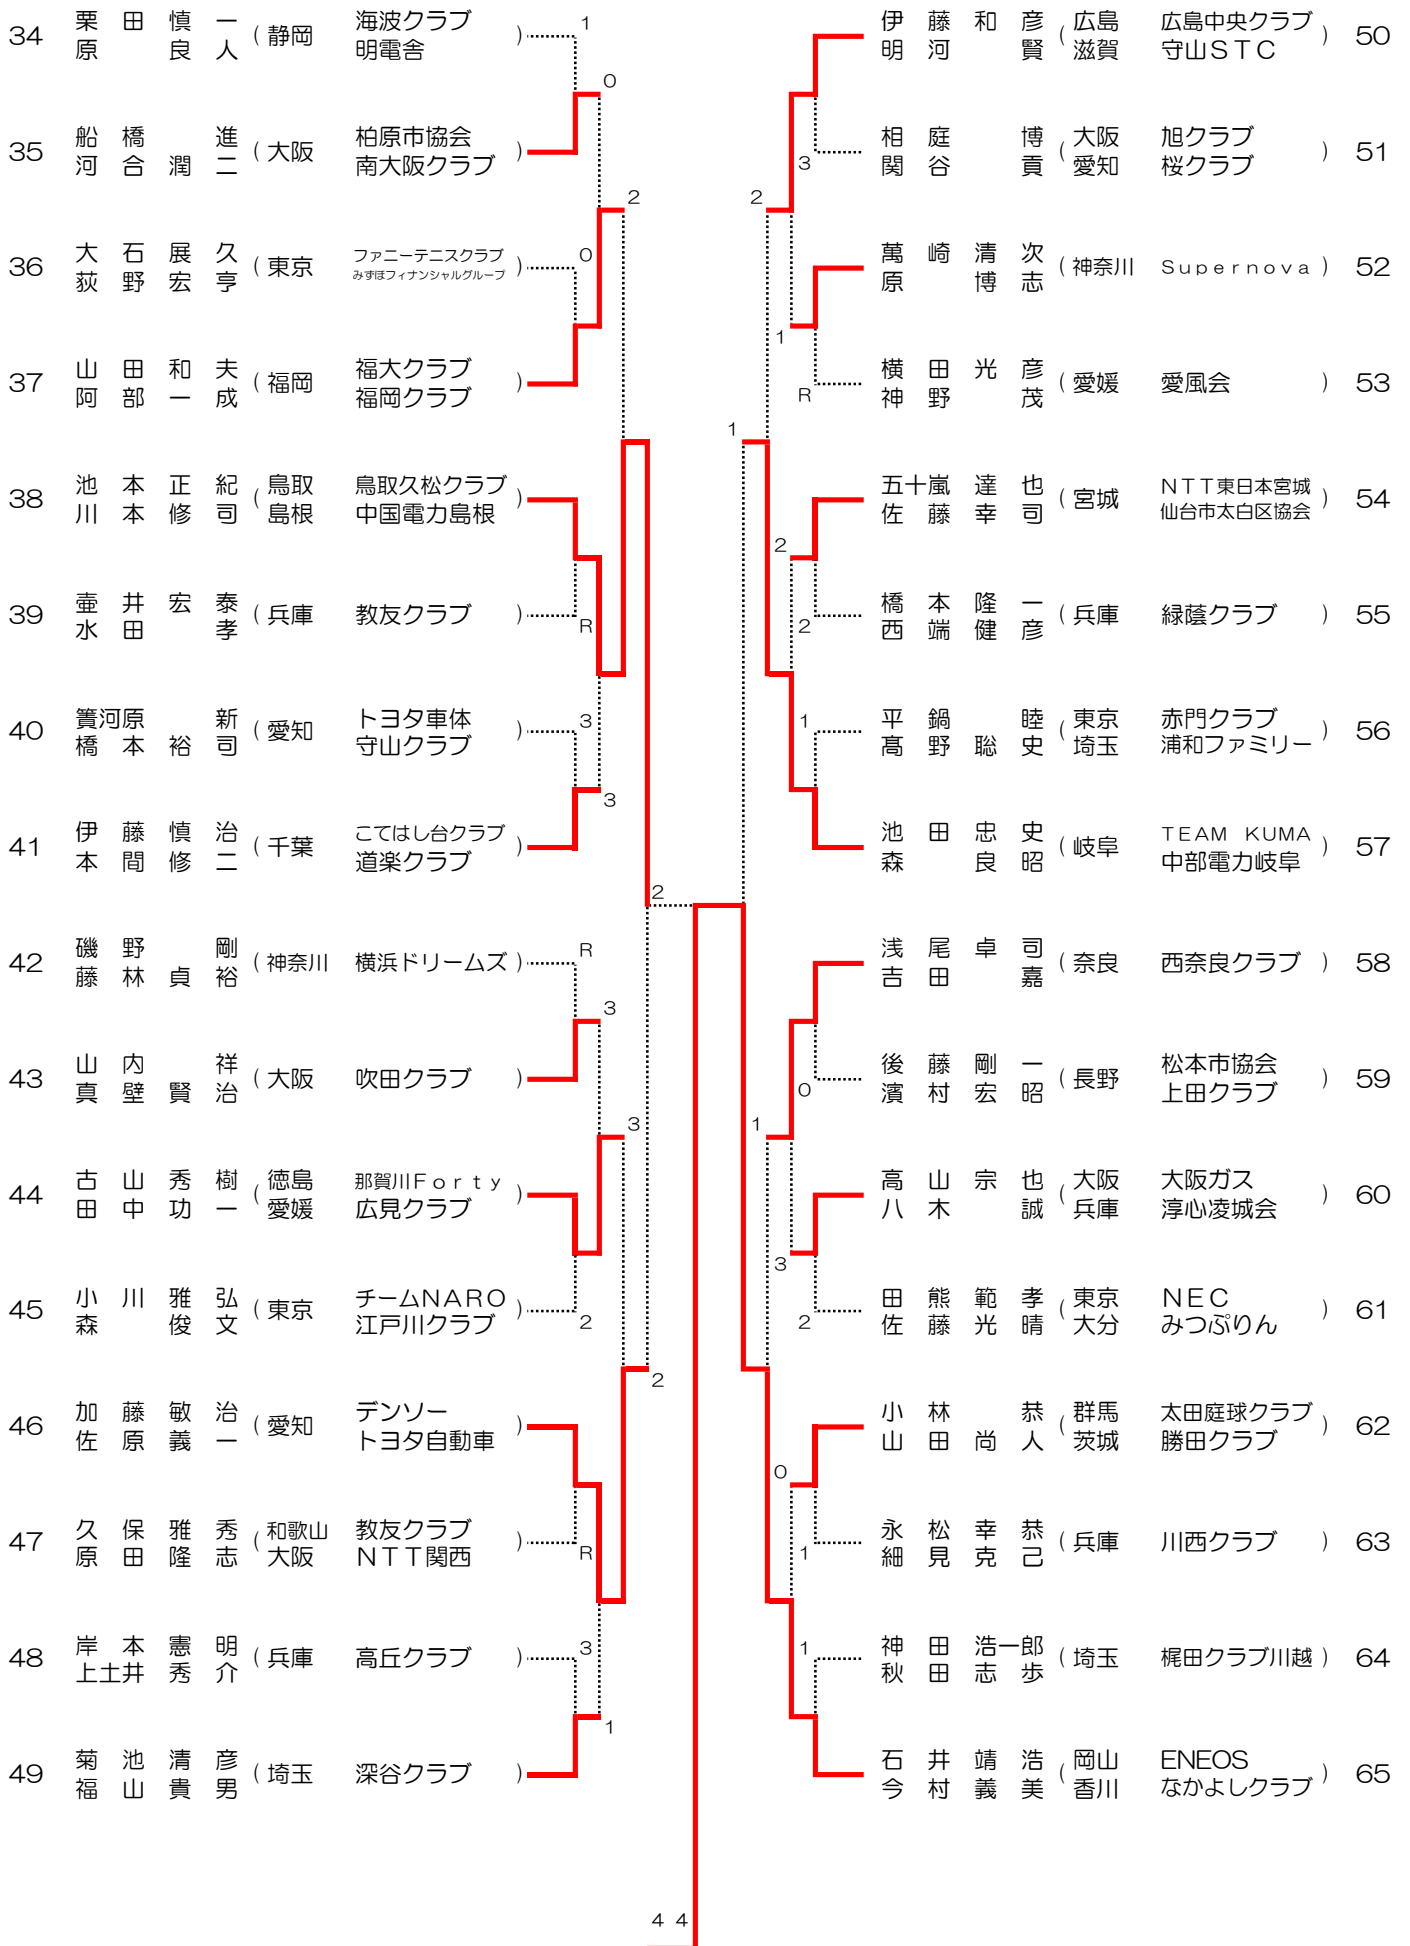 34 栗田慎一 原良人 (静岡 海波クラブ 明電舎) 1
0
35 船橋進 河合潤二 (大阪 柏原市協会 南大阪クラブ)
2
36 大石展久 荻野宏亨 (東京 ファニーテニスクラブ みずほフィナンシャルグループ) 0
37 山田和夫 阿部一成 (福岡 福大クラブ 福岡クラブ)
38 池本正紀 川本修司 (鳥取 島根 鳥取久松クラブ 中国電力島根)
39 壷井宏泰 水田孝 (兵庫 教友クラブ) R
40 簑河原新 橋本裕司 (愛知 トヨタ車体 守山クラブ) 3
3
41 伊藤慎治 本間修二 (千葉 こてはし台クラブ 道楽クラブ)
2
42 磯野剛 藤林貞裕 (神奈川 横浜ドリームズ) R
3
43 山内祥 真壁賢治 (大阪 吹田クラブ)
3
44 古山秀樹 田中功一 (徳島 愛媛 那賀川Forty 広見クラブ)
45 小川雅弘 森俊文 (東京 チームNARO 江戸川クラブ) 2
2
46 加藤敏治 佐原義一 (愛知 デンソー トヨタ自動車)
47 久保雅秀 原田隆志 (和歌山 大阪 教友クラブ NTT関西) R
48 岸本憲明 上土井秀介 (兵庫 高丘クラブ) 3
1
49 菊池清彦 福山貴男 (埼玉 深谷クラブ)
伊藤和彦 明河賢 (広島 滋賀 広島中央クラブ 守山STC) 50
相庭博 関谷貢 (大阪 愛知 旭クラブ 桜クラブ) 51
3
2
萬崎清次 原博志 (神奈川 Supernova) 52
1
横田光彦 神野茂 (愛媛 愛風会) 53
R
1
五十嵐達也 佐藤幸司 (宮城 NTT東日本宮城 仙台市太白区協会) 54
2
橋本隆一 西端健彦 (兵庫 緑蔭クラブ) 55
2
平鍋睦 髙野聡史 (東京 埼玉 赤門クラブ 浦和ファミリー) 56
1
池田忠史 森良昭 (岐阜 TEAM KUMA 中部電力岐阜) 57
浅尾卓司 吉田嘉 (奈良 西奈良クラブ) 58
後藤剛一 濱村宏昭 (長野 松本市協会 上田クラブ) 59
0
1
高山宗也 八木誠 (大阪 兵庫 大阪ガス 淳心凌城会) 60
3
田熊範孝 佐藤光晴 (東京 大分 NEC みつぷりん) 61
2
小林恭 山田尚人 (群馬 茨城 太田庭球クラブ 勝田クラブ) 62
0
永松幸恭 細見克己 (兵庫 川西クラブ) 63
1
神田浩一郎 秋田志歩 (埼玉 梶田クラブ川越) 64
1
石井靖浩 今村義美 (岡山 香川 ENEOS なかよしクラブ) 65
4 4